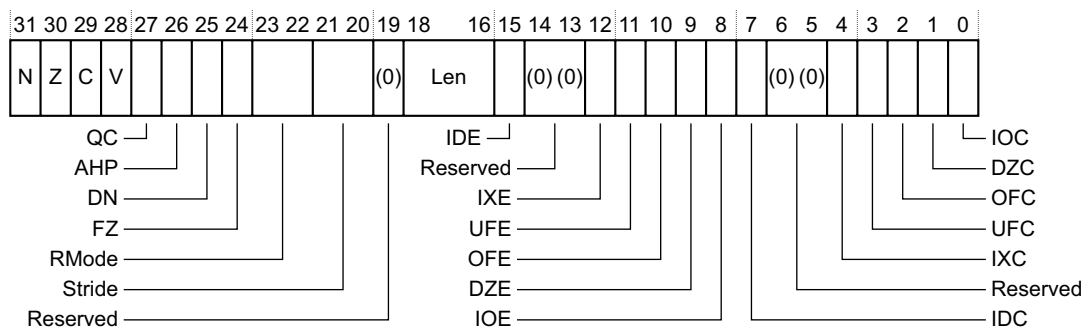 31 30 29 28 27 26 25 24 23 22 21 20 19 18 16 15 14 13 12 11 10 9 8 7 6 5 4 3 2 1 0
N Z C V (0) Len (0) (0) (0) (0)
QC IDE IOC
AHP Reserved DZC
DN IXE OFC
FZ UFE UFC
RMode OFE IXC
Stride DZE Reserved
Reserved IOE IDC